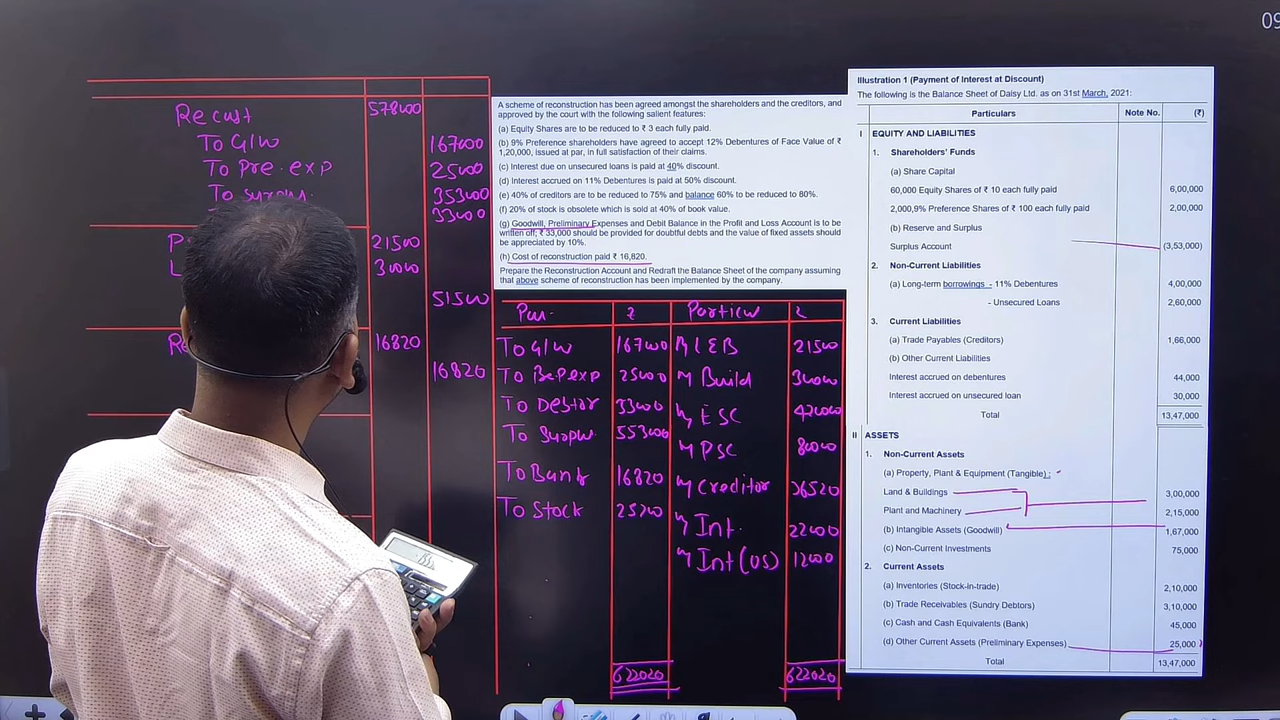 09
Recwt 578000
To G/W 167000
To Pre. exp 25000
To Surplus. 353000
33000
21500
30000
51500
Re 16820
16820
A scheme of reconstruction has been agreed amongst the shareholders and the creditors, and
approved by the court with the following salient features:
(a) Equity Shares are to be reduced to ₹ 3 each fully paid.
(b) 9% Preference shareholders have agreed to accept 12% Debentures of Face Value of ₹
1,20,000, issued at par, in full satisfaction of their claims.
(c) Interest due on unsecured loans is paid at 40% discount.
(d) Interest accrued on 11% Debentures is paid at 50% discount.
(e) 40% of creditors are to be reduced to 75% and balance 60% to be reduced to 80%.
(f) 20% of stock is obsolete which is sold at 40% of book value.
(g) Goodwill, Preliminary Expenses and Debit Balance in the Profit and Loss Account is to be
written off; ₹ 33,000 should be provided for doubtful debts and the value of fixed assets should
be appreciated by 10%.
(h) Cost of reconstruction paid ₹ 16,820.
Prepare the Reconstruction Account and Redraft the Balance Sheet of the company assuming
that above scheme of reconstruction has been implemented by the company.
Par. ₹ Particu ₹
To G/W 167000 By L&B 21500
To Pre exp 25000 By Build 30000
To Debtor 33000 By ESC 420000
To Surplus 353000 By PSC 80000
To Bank 16820 By Creditor 36520
To Stock 25200 By Int. 22000
By Int (US) 12000
622020 622020
Illustration 1 (Payment of Interest at Discount)
The following is the Balance Sheet of Daisy Ltd. as on 31st March, 2021:
Particulars Note No. (₹)
I EQUITY AND LIABILITIES
1. Shareholders' Funds
(a) Share Capital
60,000 Equity Shares of ₹ 10 each fully paid 6,00,000
2,000,9% Preference Shares of ₹ 100 each fully paid 2,00,000
(b) Reserve and Surplus
Surplus Account (3,53,000)
2. Non-Current Liabilities
(a) Long-term borrowings - 11% Debentures 4,00,000
- Unsecured Loans 2,60,000
3. Current Liabilities
(a) Trade Payables (Creditors) 1,66,000
(b) Other Current Liabilities
Interest accrued on debentures 44,000
Interest accrued on unsecured loan 30,000
Total 13,47,000
II ASSETS
1. Non-Current Assets
(a) Property, Plant & Equipment (Tangible):
Land & Buildings 3,00,000
Plant and Machinery 2,15,000
(b) Intangible Assets (Goodwill) 1,67,000
(c) Non-Current Investments 75,000
2. Current Assets
(a) Inventories (Stock-in-trade) 2,10,000
(b) Trade Receivables (Sundry Debtors) 3,10,000
(c) Cash and Cash Equivalents (Bank) 45,000
(d) Other Current Assets (Preliminary Expenses) 25,000
Total 13,47,000